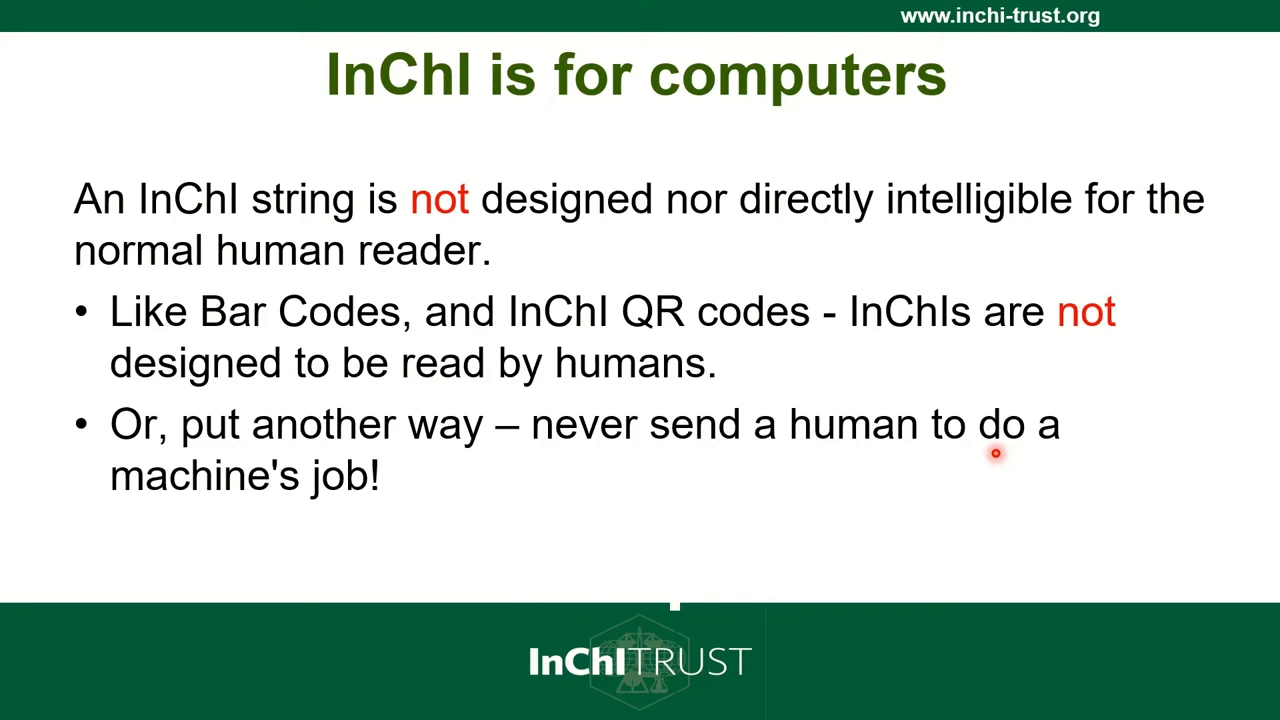 www.inchi-trust.org
InChI is for computers
An InChI string is not designed nor directly intelligible for the
normal human reader.
• Like Bar Codes, and InChI QR codes - InChIs are not
designed to be read by humans.
• Or, put another way – never send a human to do a
machine's job!
InChITRUST